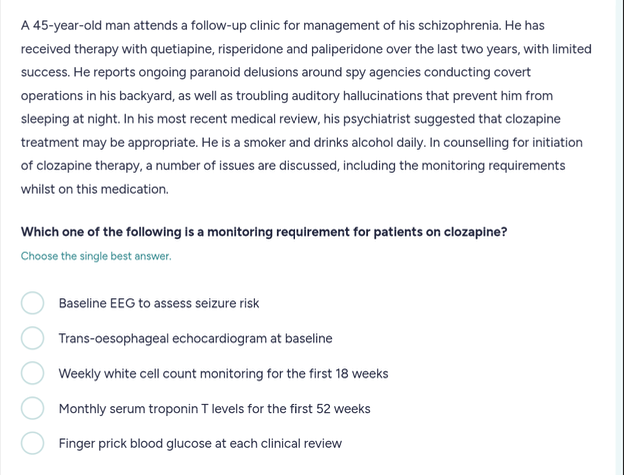 A 45-year-old man attends a follow-up clinic for management of his schizophrenia. He has
received therapy with quetiapine, risperidone and paliperidone over the last two years, with limited
success. He reports ongoing paranoid delusions around spy agencies conducting covert
operations in his backyard, as well as troubling auditory hallucinations that prevent him from
sleeping at night. In his most recent medical review, his psychiatrist suggested that clozapine
treatment may be appropriate. He is a smoker and drinks alcohol daily. In counselling for initiation
of clozapine therapy, a number of issues are discussed, including the monitoring requirements
whilst on this medication.
Which one of the following is a monitoring requirement for patients on clozapine?
Choose the single best answer.
Baseline EEG to assess seizure risk
Trans-oesophageal echocardiogram at baseline
Weekly white cell count monitoring for the first 18 weeks
Monthly serum troponin T levels for the first 52 weeks
Finger prick blood glucose at each clinical review